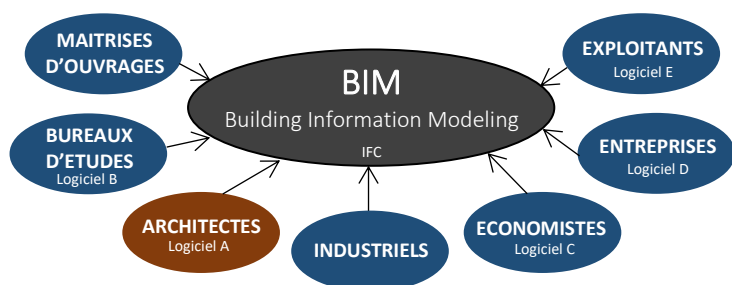 MAITRISES
D'OUVRAGES
BIM
Building Information Modeling
IFC
EXPLOITANTS
Logiciel E
BUREAUX
D'ETUDES
Logiciel B
ENTREPRISES
Logiciel D
ARCHITECTES
Logiciel A
INDUSTRIELS
ECONOMISTES
Logiciel C